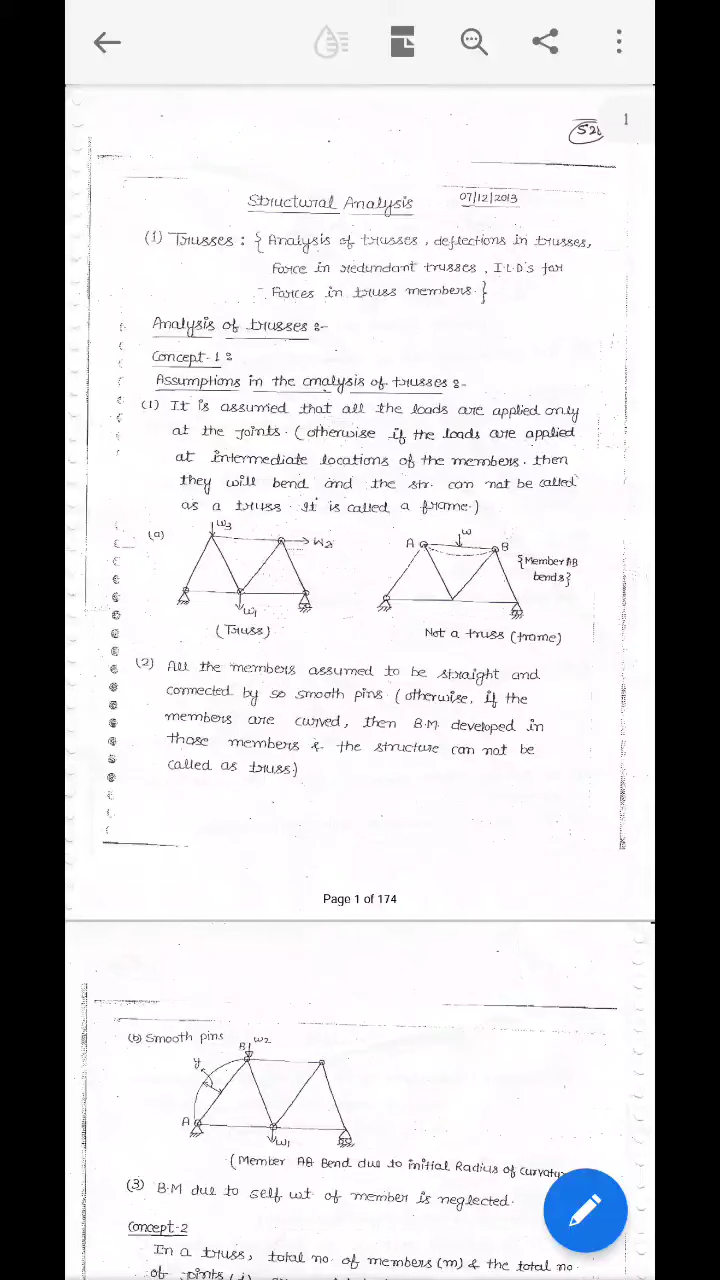 1
52
Structural Analysis
07/12/2013
(1) Trusses : { Analysis of trusses, deflections in trusses,
Force in redundant trusses, I.L.D's for
Forces in truss members. }
Analysis of trusses :-
Concept-1 :
Assumptions in the analysis of trusses :-
(1) It is assumed that all the loads are applied only
at the joints. (otherwise if the loads are applied
at intermediate locations of the members. then
they will bend and the str. can not be called
as a truss. It is called a frame.)
(a)
W3
W2
W1
(Truss)
A
W
B
{Member AB
bends}
Not a truss (frame)
(2) All the members assumed to be straight and
connected by so smooth pins (otherwise, if the
members are curved, then B.M. developed in
those members & the structure can not be
called as truss)
Page 1 of 174
(b) Smooth pins
B
W2
y
A
W1
(Member AB Bend due to initial Radius of curvatu
(3) B.M due to self wt. of member is neglected.
Concept-2
In a truss, total no. of members (m) & the total no.
of joints (j)